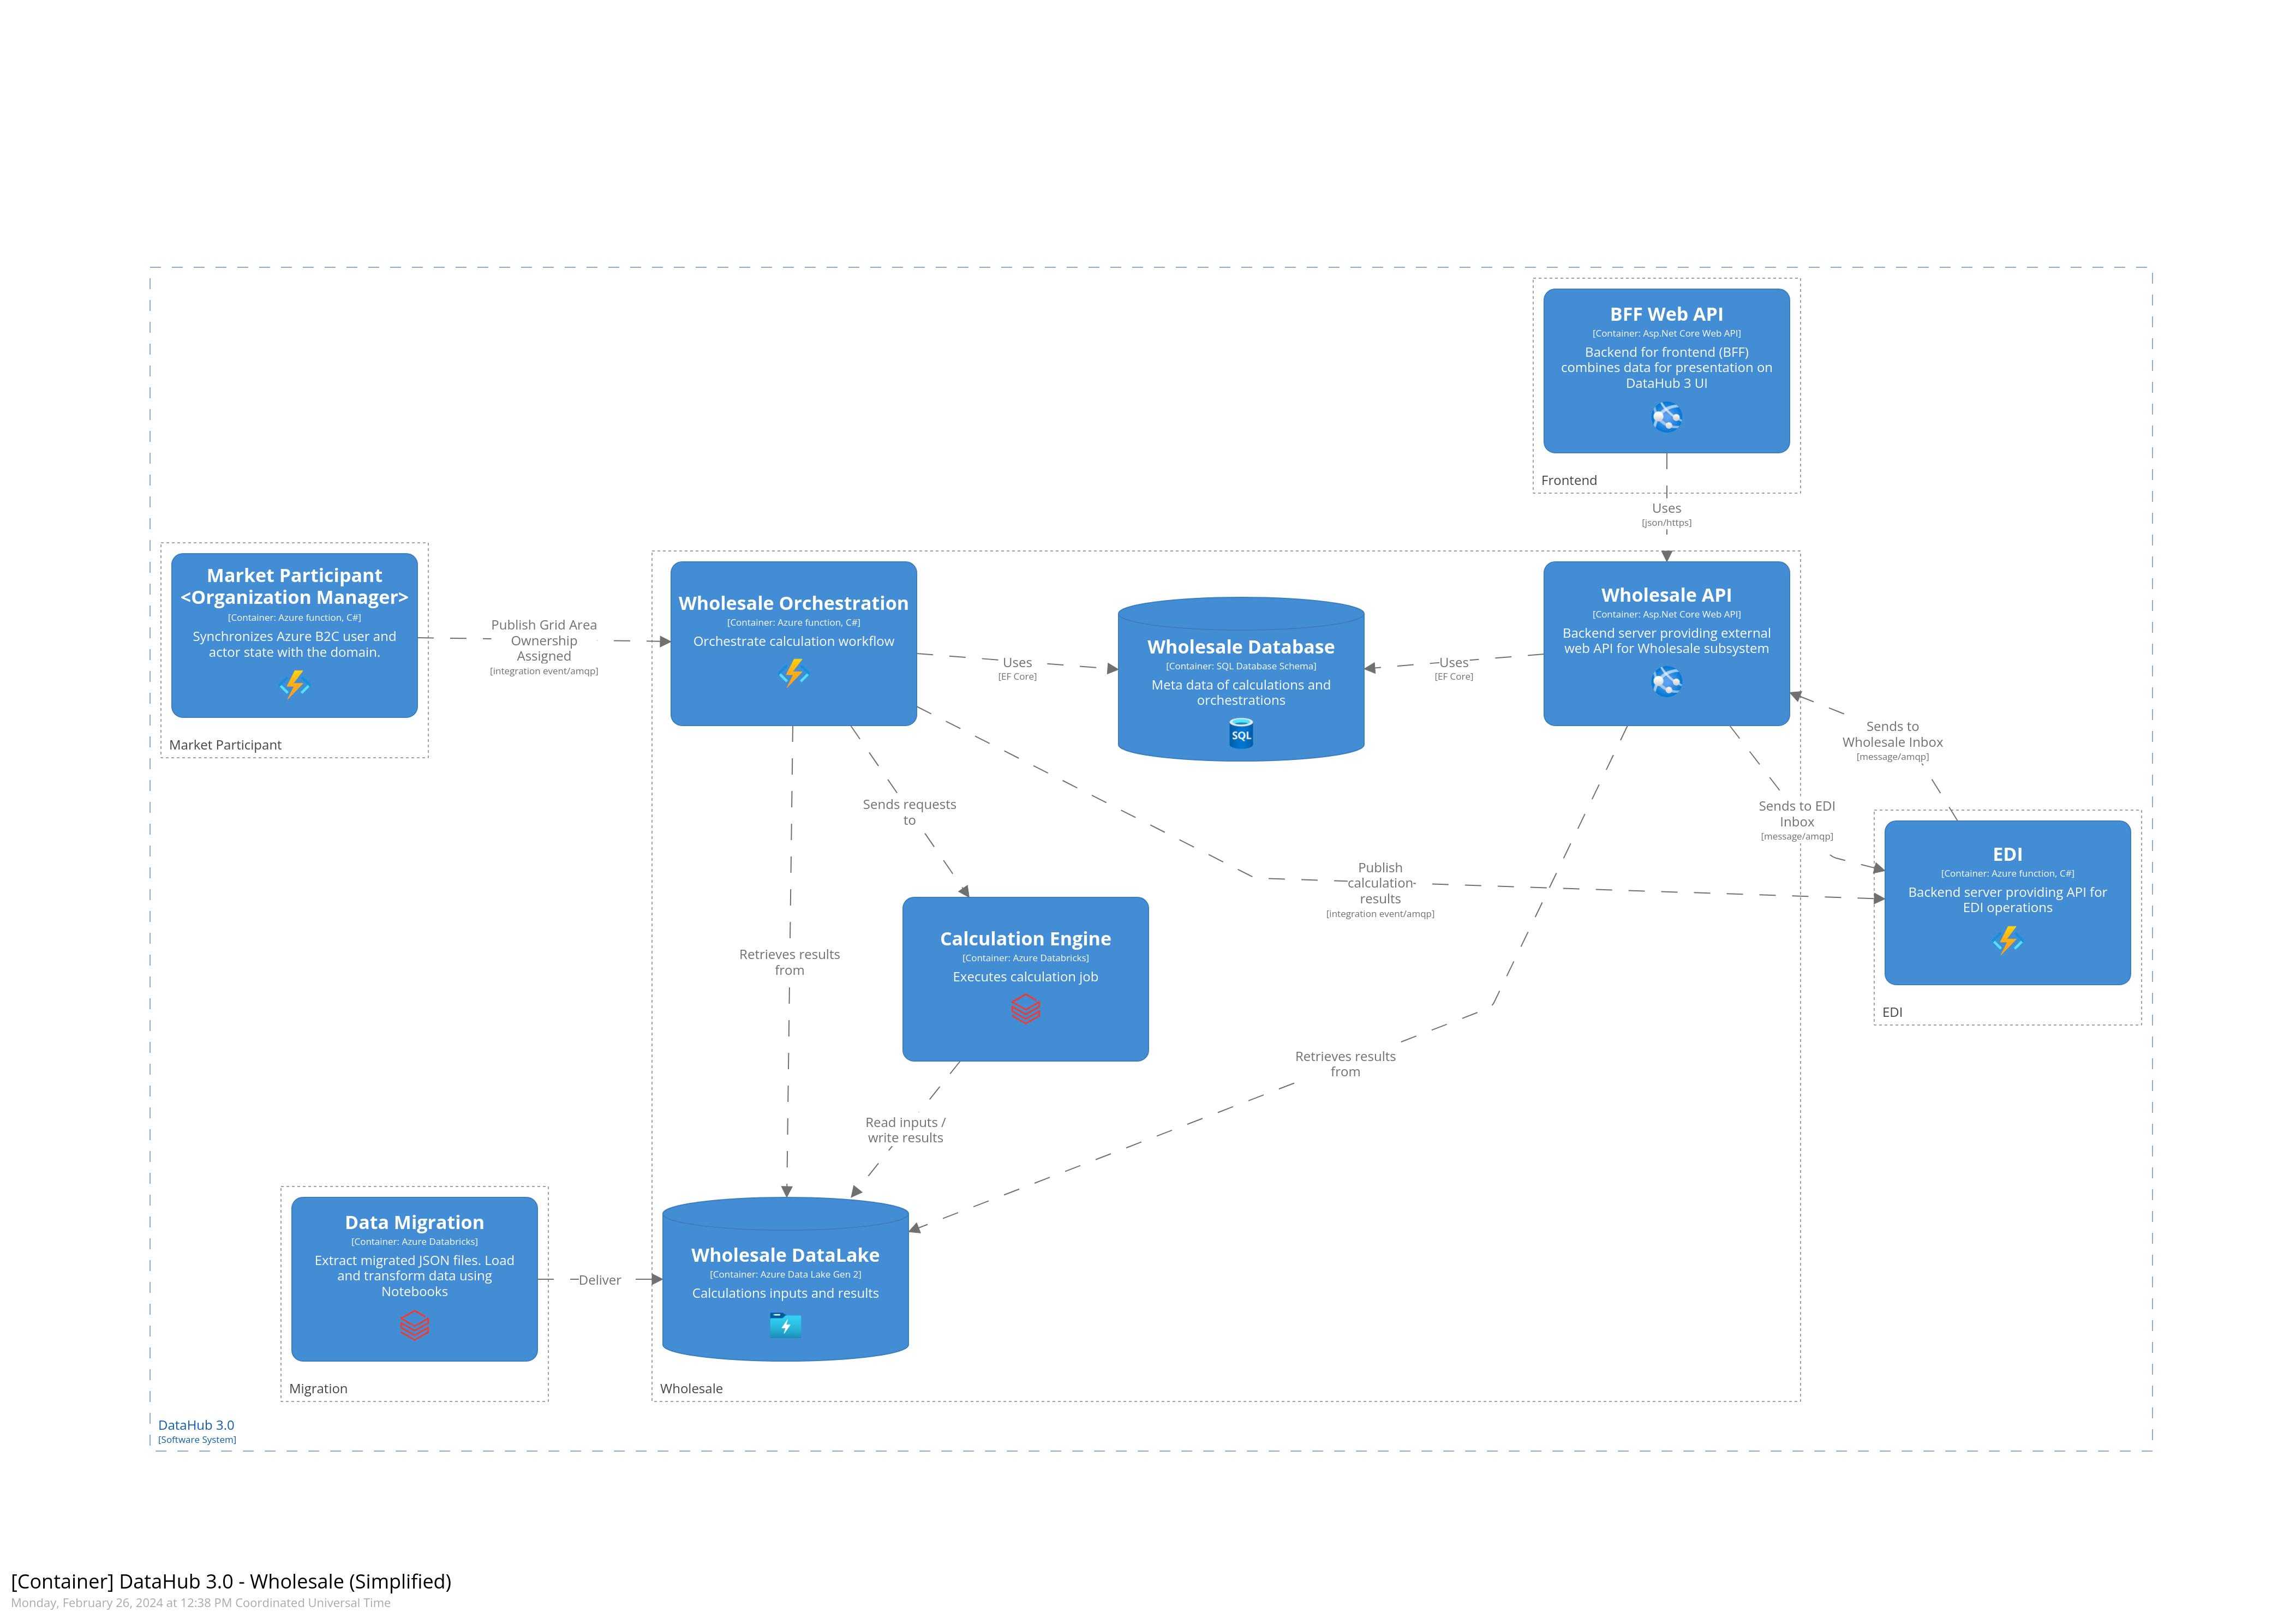 BFF Web API
[Container: Asp.Net Core Web API]
Backend for frontend (BFF)
combines data for presentation on
DataHub 3 UI
Frontend
Uses
[json/https]
Market Participant
<Organization Manager>
[Container: Azure function, C#]
Synchronizes Azure B2C user and
actor state with the domain.
Market Participant
Publish Grid Area
Ownership
Assigned
[integration event/amqp]
Wholesale Orchestration
[Container: Azure function, C#]
Orchestrate calculation workflow
Uses
[EF Core]
Wholesale Database
[Container: SQL Database Schema]
Meta data of calculations and
orchestrations
SQL
Uses
[EF Core]
Wholesale API
[Container: Asp.Net Core Web API]
Backend server providing external
web API for Wholesale subsystem
Sends to
Wholesale Inbox
[message/amqp]
Sends to EDI
Inbox
[message/amqp]
Sends requests
to
Publish
calculation
results
[integration event/amqp]
EDI
[Container: Azure function, C#]
Backend server providing API for
EDI operations
EDI
Retrieves results
from
Calculation Engine
[Container: Azure Databricks]
Executes calculation job
Retrieves results
from
Read inputs /
write results
Data Migration
[Container: Azure Databricks]
Extract migrated JSON files. Load
and transform data using
Notebooks
Migration
Deliver
Wholesale DataLake
[Container: Azure Data Lake Gen 2]
Calculations inputs and results
Wholesale
DataHub 3.0
[Software System]
[Container] DataHub 3.0 - Wholesale (Simplified)
Monday, February 26, 2024 at 12:38 PM Coordinated Universal Time